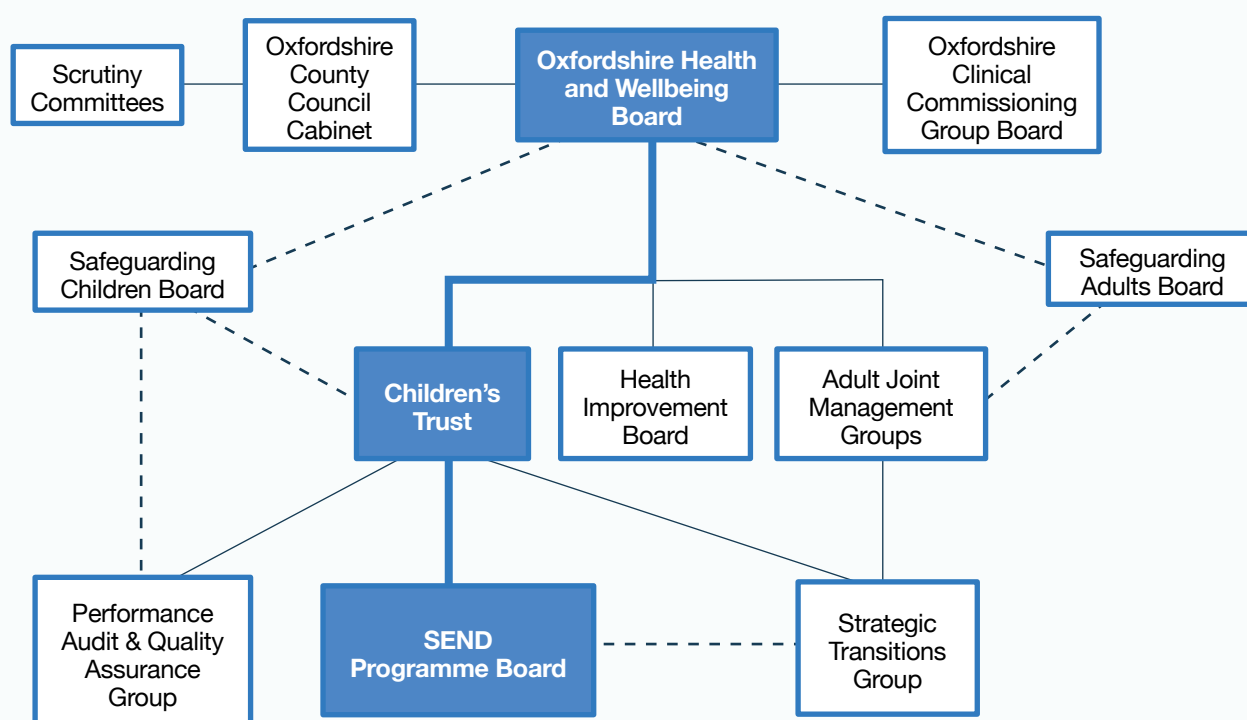 Scrutiny
Committees
Oxfordshire
County
Council
Cabinet
Oxfordshire Health
and Wellbeing
Board
Oxfordshire
Clinical
Commissioning
Group Board
Safeguarding
Children Board
Safeguarding
Adults Board
Children’s
Trust
Health
Improvement
Board
Adult Joint
Management
Groups
Performance
Audit & Quality
Assurance
Group
SEND
Programme Board
Strategic
Transitions
Group